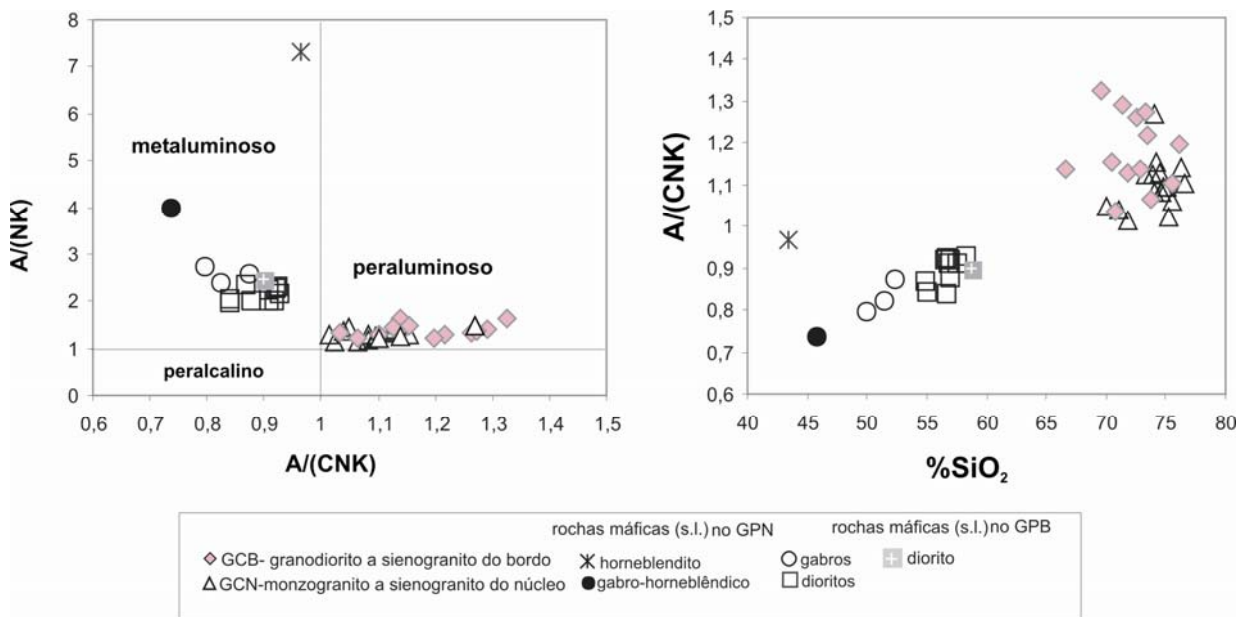 8
7
6
5
4
3
2
1
0
A/(NK)
metaluminoso
peraluminoso
peralcalino
0,6 0,7 0,8 0,9 1 1,1 1,2 1,3 1,4 1,5
A/(CNK)
1,5
1,4
1,3
1,2
1,1
1
0,9
0,8
0,7
0,6
A/(CNK)
40 45 50 55 60 65 70 75 80
%SiO₂
rochas máficas (s.l.) no GPN rochas máficas (s.l.) no GPB
GCB- granodiorito a sienogranito do bordo horneblendito gabros diorito
GCN-monzogranito a sienogranito do núcleo gabro-horneblêndico dioritos